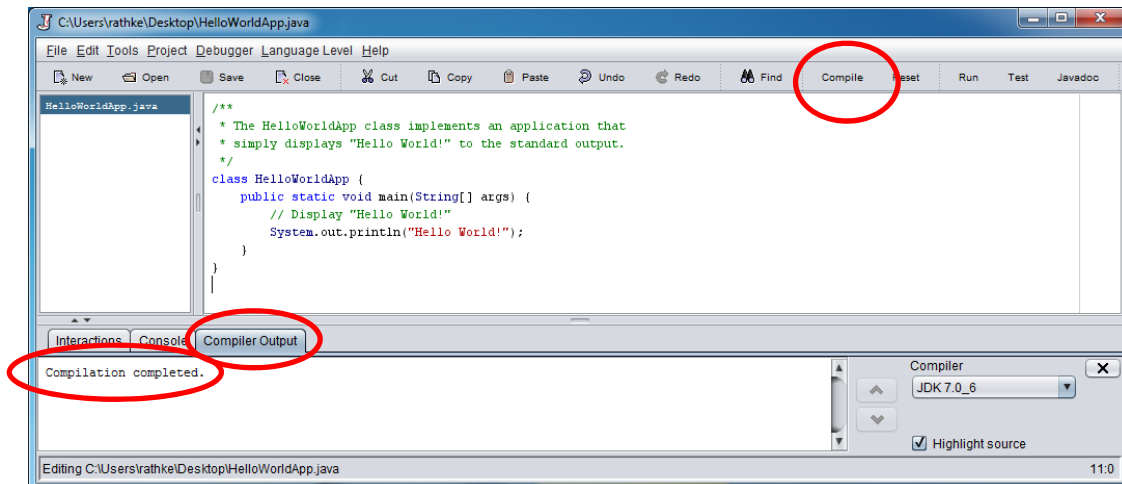 C:\Users\rathke\Desktop\HelloWorldApp.java
File Edit Tools Project Debugger Language Level Help
New Open Save Close Cut Copy Paste Undo Redo Find Compile Reset Run Test Javadoc
HelloWorldApp.java
/**
* The HelloWorldApp class implements an application that
* simply displays "Hello World!" to the standard output.
*/
class HelloWorldApp {
public static void main(String[] args) {
// Display "Hello World!"
System.out.println("Hello World!");
}
}
Interactions Console Compiler Output
Compilation completed.
Compiler
JDK 7.0_6
Highlight source
Editing C:\Users\rathke\Desktop\HelloWorldApp.java 11:0